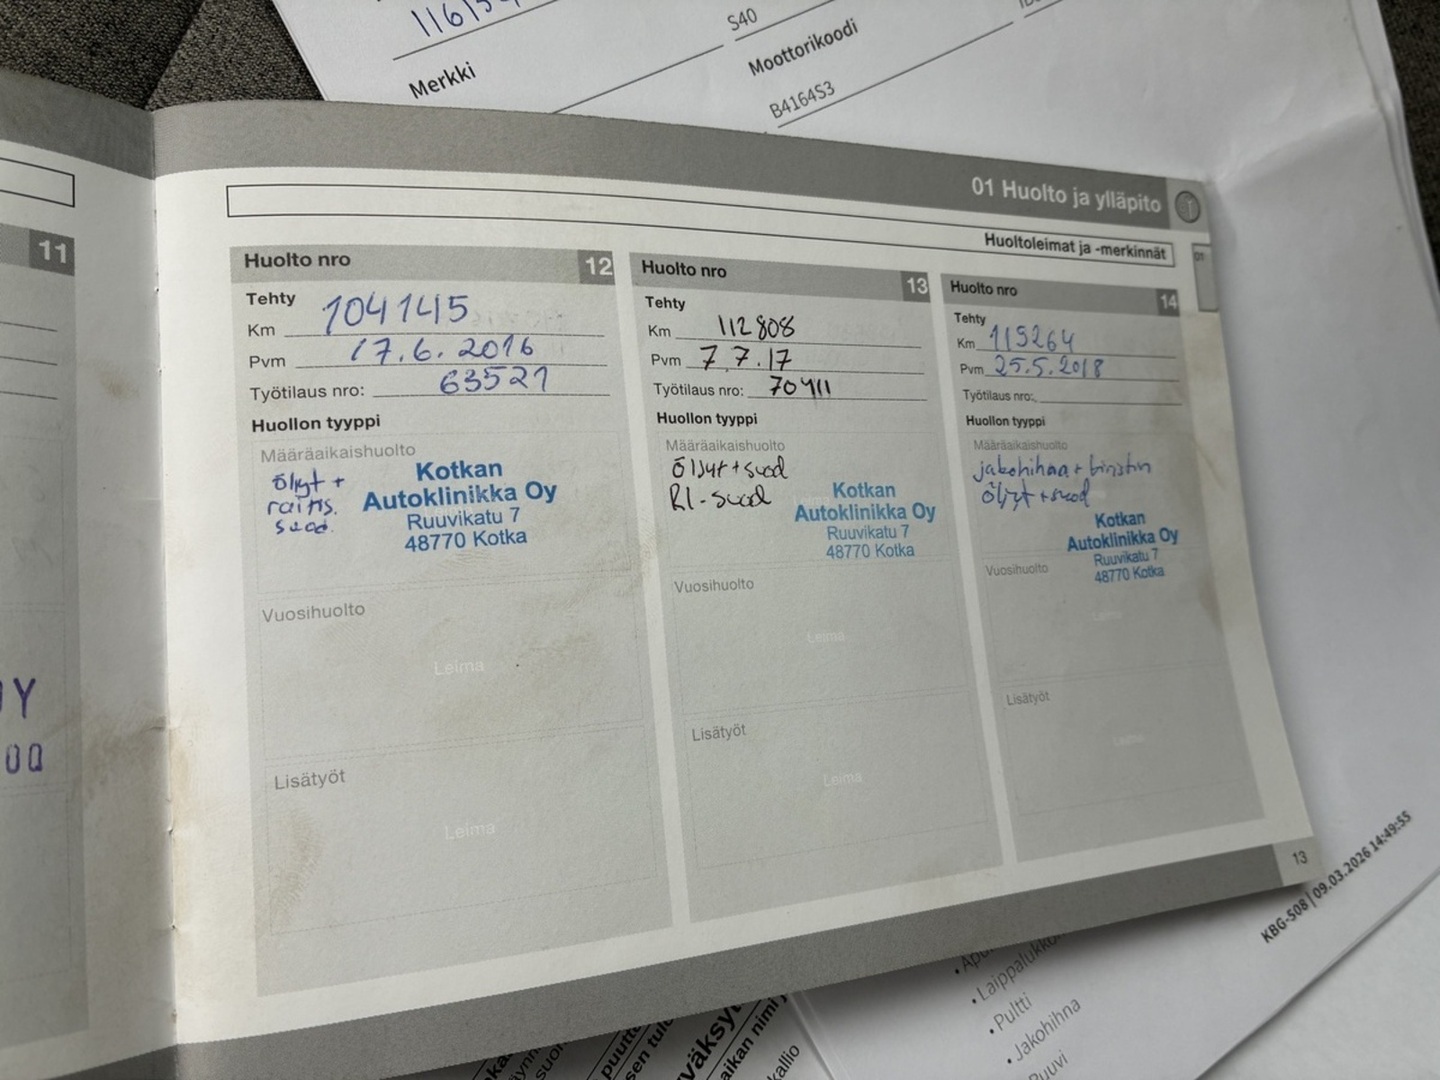 S40
Merkki
Moottorikoodi
B4164S3
01 Huolto ja ylläpito
Huoltoleimat ja -merkinnät
01
11
Huolto nro 12
Tehty
Km 104145
Pvm 17.6.2016
Työtilaus nro: 63521
Huollon tyyppi
Määräaikaishuolto
öljyt +
raitis.
suod.
Kotkan
Autoklinikka Oy
Ruuvikatu 7
48770 Kotka
Vuosihuolto
Leima
Lisätyöt
Leima
Huolto nro 13
Tehty
Km 112808
Pvm 7.7.17
Työtilaus nro: 70411
Huollon tyyppi
Määräaikaishuolto
Öljyt + suod
RI-suod
Kotkan
Autoklinikka Oy
Ruuvikatu 7
48770 Kotka
Vuosihuolto
Leima
Lisätyöt
Leima
Huolto nro 14
Tehty
Km 115264
Pvm 25.5.2018
Työtilaus nro:
Huollon tyyppi
Määräaikaishuolto
jakohihna +
öljyt + suod
Kotkan
Autoklinikka Oy
Ruuvikatu 7
48770 Kotka
Vuosihuolto
Leima
Lisätyöt
Leima
13
KBG-508 | 09.03.2026 14:49:55
• Laippalukko
• Pultti
• Jakohihna
Ruuvi